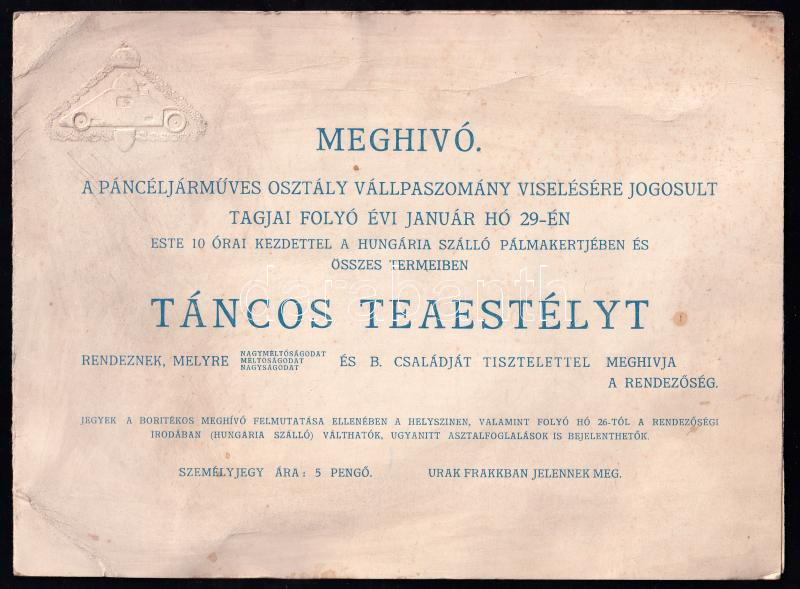 MEGHIVÓ.
A PÁNCÉLJÁRMŰVES OSZTÁLY VÁLLPASZOMÁNY VISELÉSÉRE JOGOSULT
TAGJAI FOLYÓ ÉVI JANUÁR HÓ 29-ÉN
ESTE 10 ÓRAI KEZDETTEL A HUNGÁRIA SZÁLLÓ PÁLMAKERTJÉBEN ÉS
ÖSSZES TERMEIBEN
darabanth
TÁNCOS TEAESTÉLYT
RENDEZNEK, MELYRE NAGYMÉLTÓSÁGODAT MÉLTÓSÁGODAT NAGYSÁGODAT ÉS B. CSALÁDJÁT TISZTELETTEL MEGHIVJA
A RENDEZŐSÉG.
JEGYEK A BORITÉKOS MEGHÍVÓ FELMUTATÁSA ELLENÉBEN A HELYSZINEN, VALAMINT FOLYÓ HÓ 26-TÓL A RENDEZŐSÉGI
IRODÁBAN (HUNGARIA SZÁLLÓ) VÁLTHATÓK, UGYANITT ASZTALFOGLALÁSOK IS BEJELENTHETŐK.
SZEMÉLYJEGY ÁRA: 5 PENGŐ. URAK FRAKKBAN JELENNEK MEG.